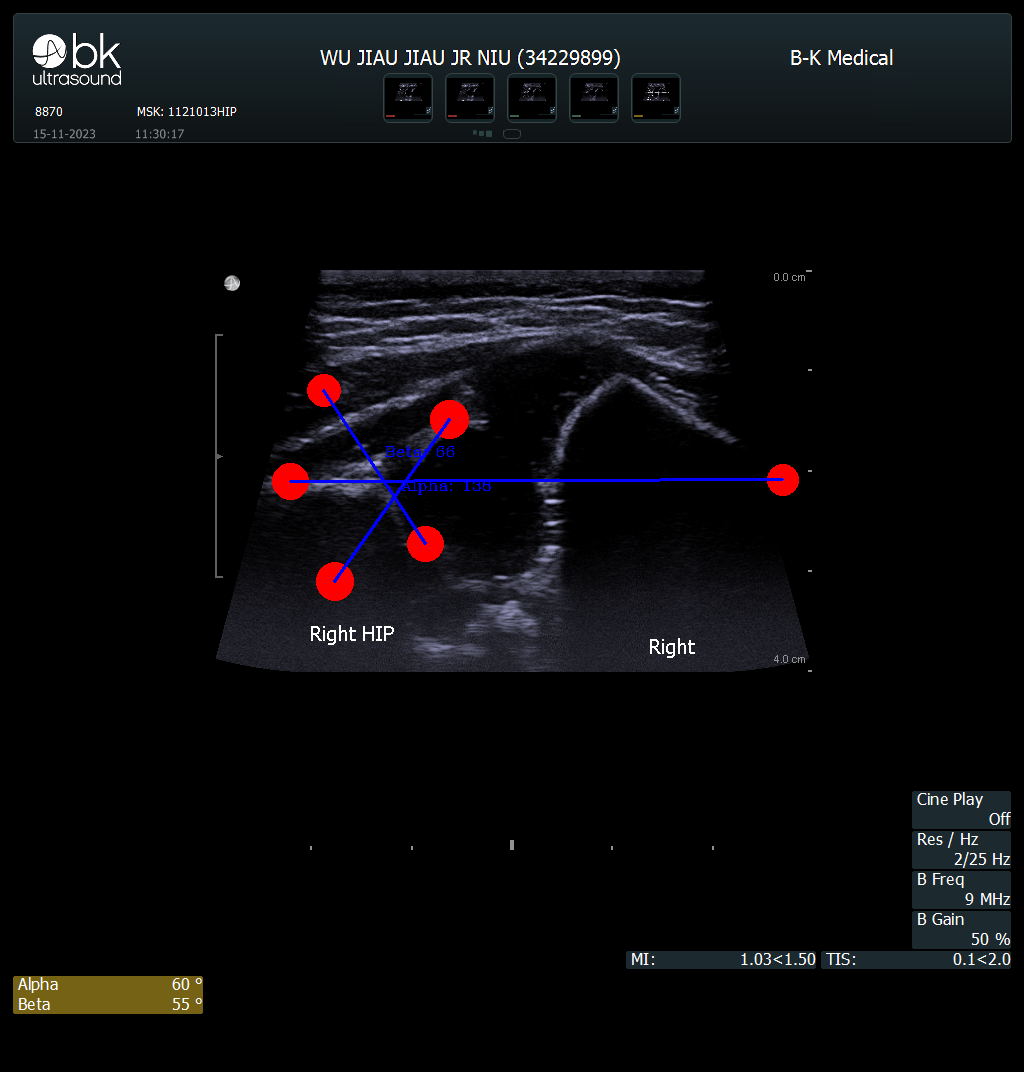 bk
ultrasound
WU JIAU JIAU JR NIU (34229899)
B-K Medical
8870
MSK: 1121013HIP
15-11-2023
11:30:17
0.0 cm
Beta: 66
Alpha: 135
Right HIP
Right
4.0 cm
Cine Play
Off
Res / Hz
2/25 Hz
B Freq
9 MHz
B Gain
50 %
MI: 1.03<1.50
TIS: 0.1<2.0
Alpha 60 º
Beta 55 º